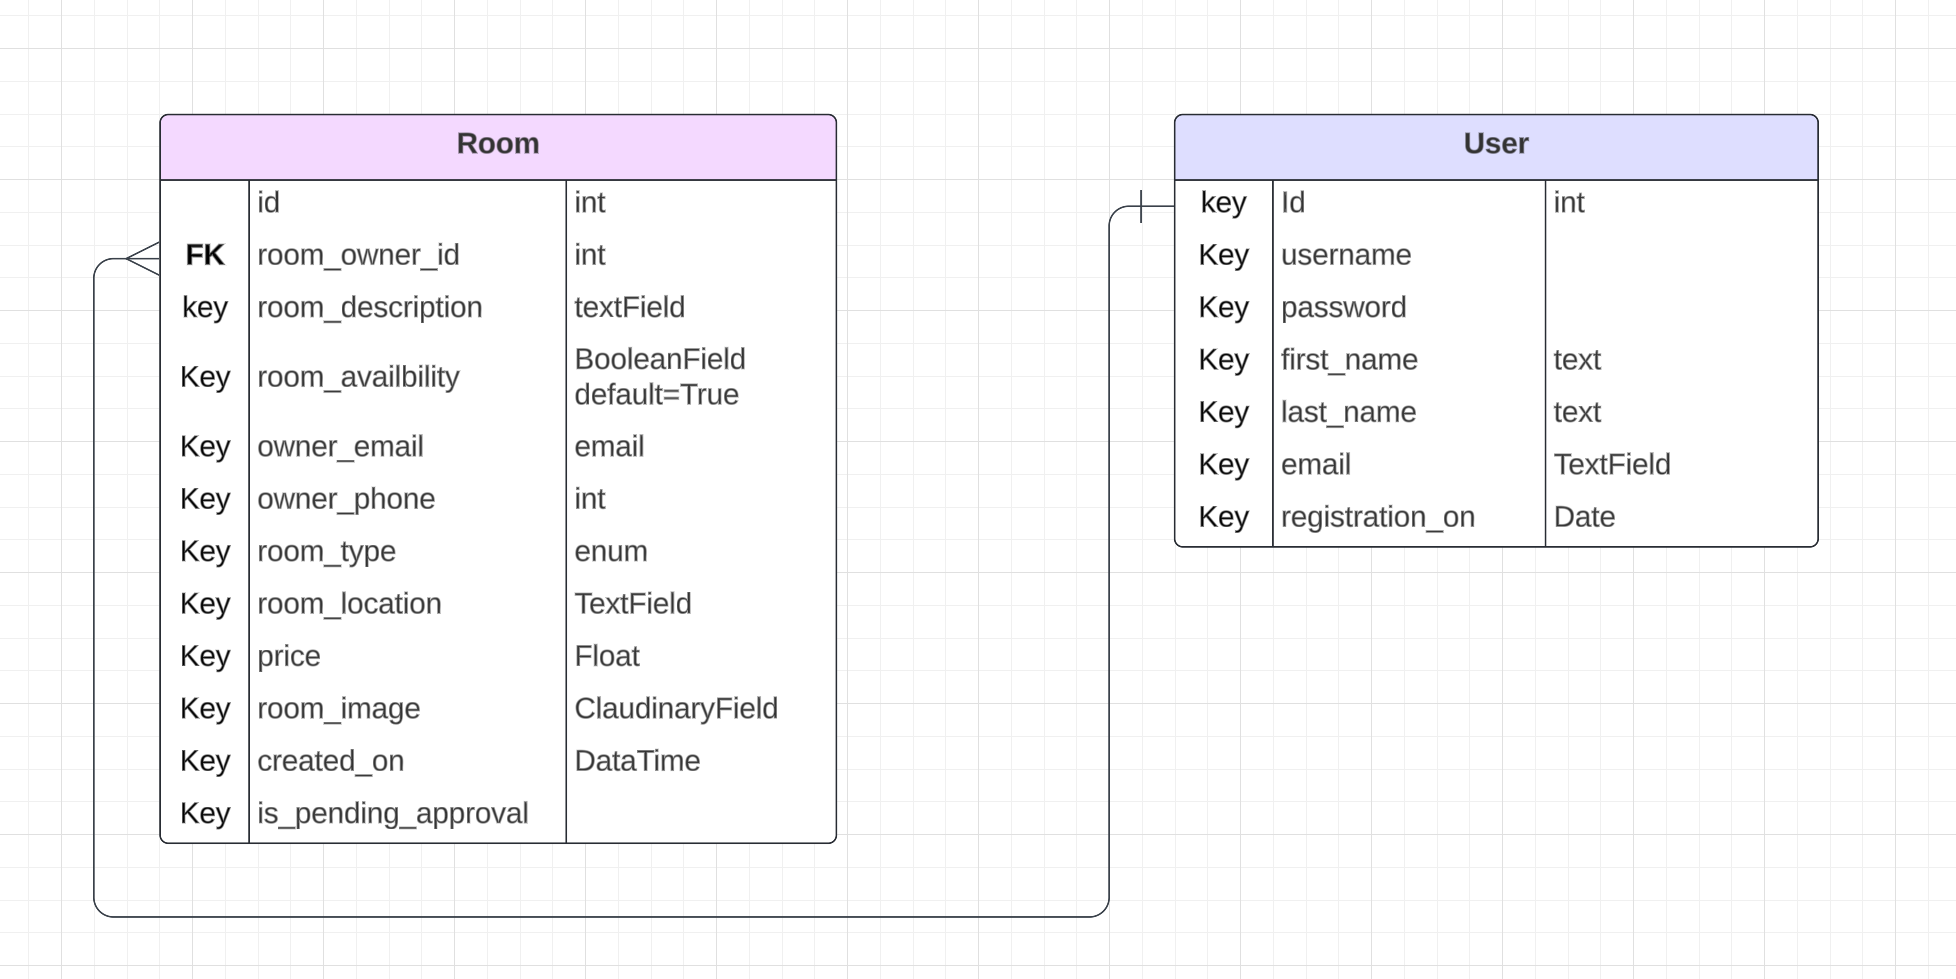 Room
id int
FK room_owner_id int
key room_description textField
Key room_availbility BooleanField
default=True
Key owner_email email
Key owner_phone int
Key room_type enum
Key room_location TextField
Key price Float
Key room_image ClaudinaryField
Key created_on DataTime
Key is_pending_approval
User
key Id int
Key username
Key password
Key first_name text
Key last_name text
Key email TextField
Key registration_on Date